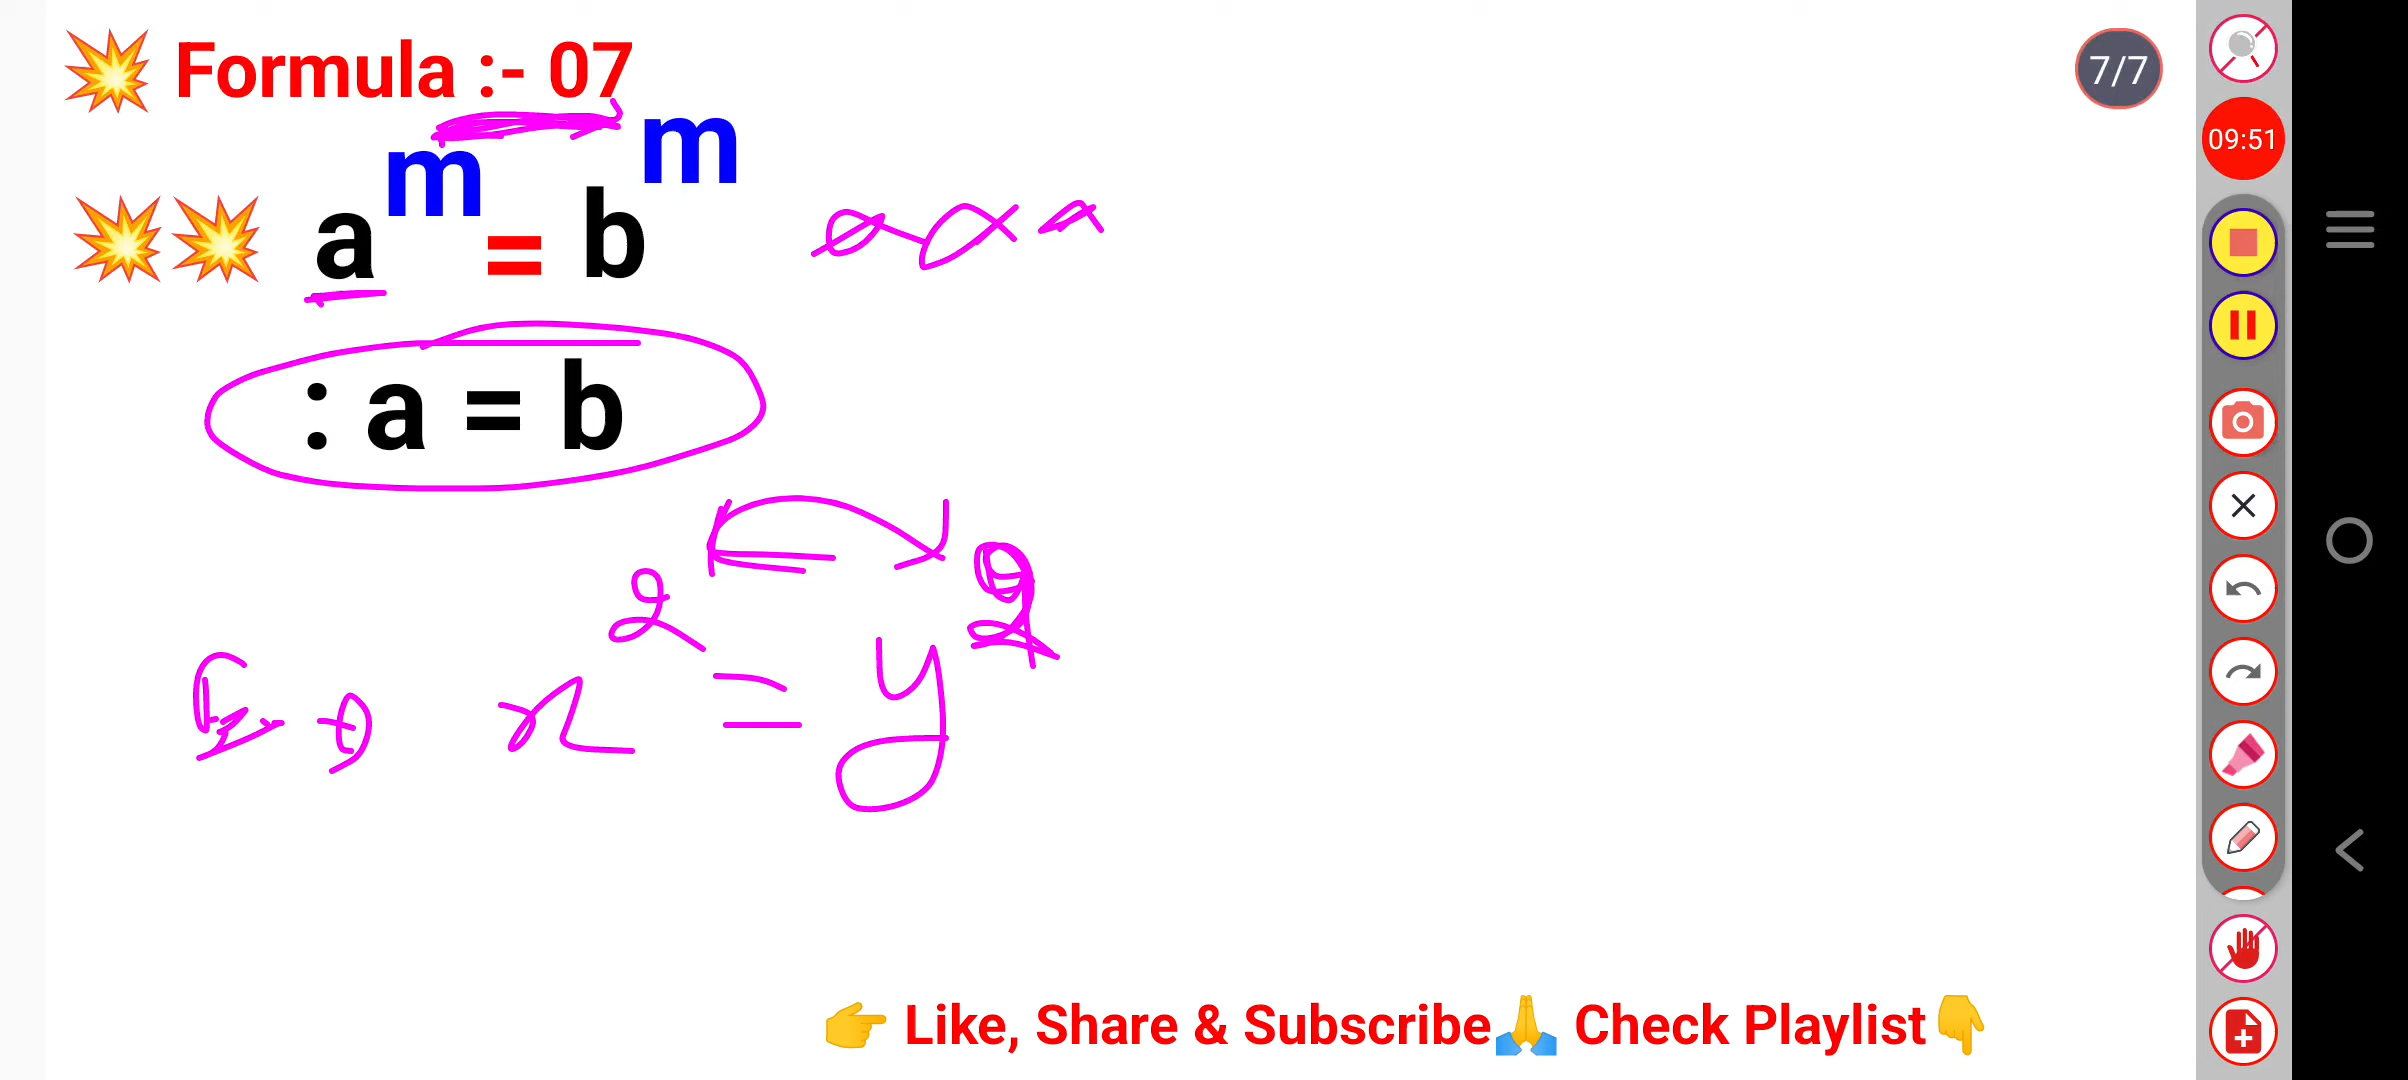 💥 Formula :- 07
7/7
09:51
💥💥 a^m = b^m
: a = b
Ex → x^2 = y^2
👉 Like, Share & Subscribe🙏 Check Playlist👇